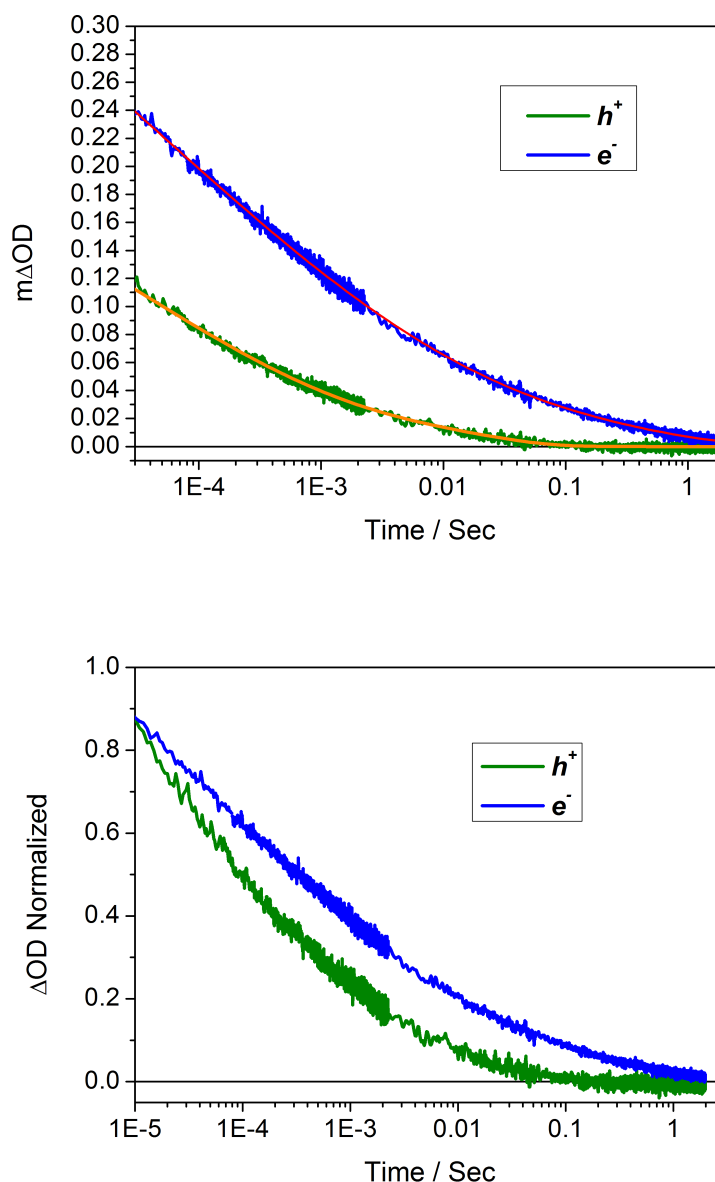 0.30
0.28
0.26
0.24
0.22
0.20
0.18
0.16
0.14
0.12
0.10
0.08
0.06
0.04
0.02
0.00
mΔOD
h+
e-
1E-4 1E-3 0.01 0.1 1
Time / Sec
1.0
0.8
0.6
0.4
0.2
0.0
ΔOD Normalized
h+
e-
1E-5 1E-4 1E-3 0.01 0.1 1
Time / Sec